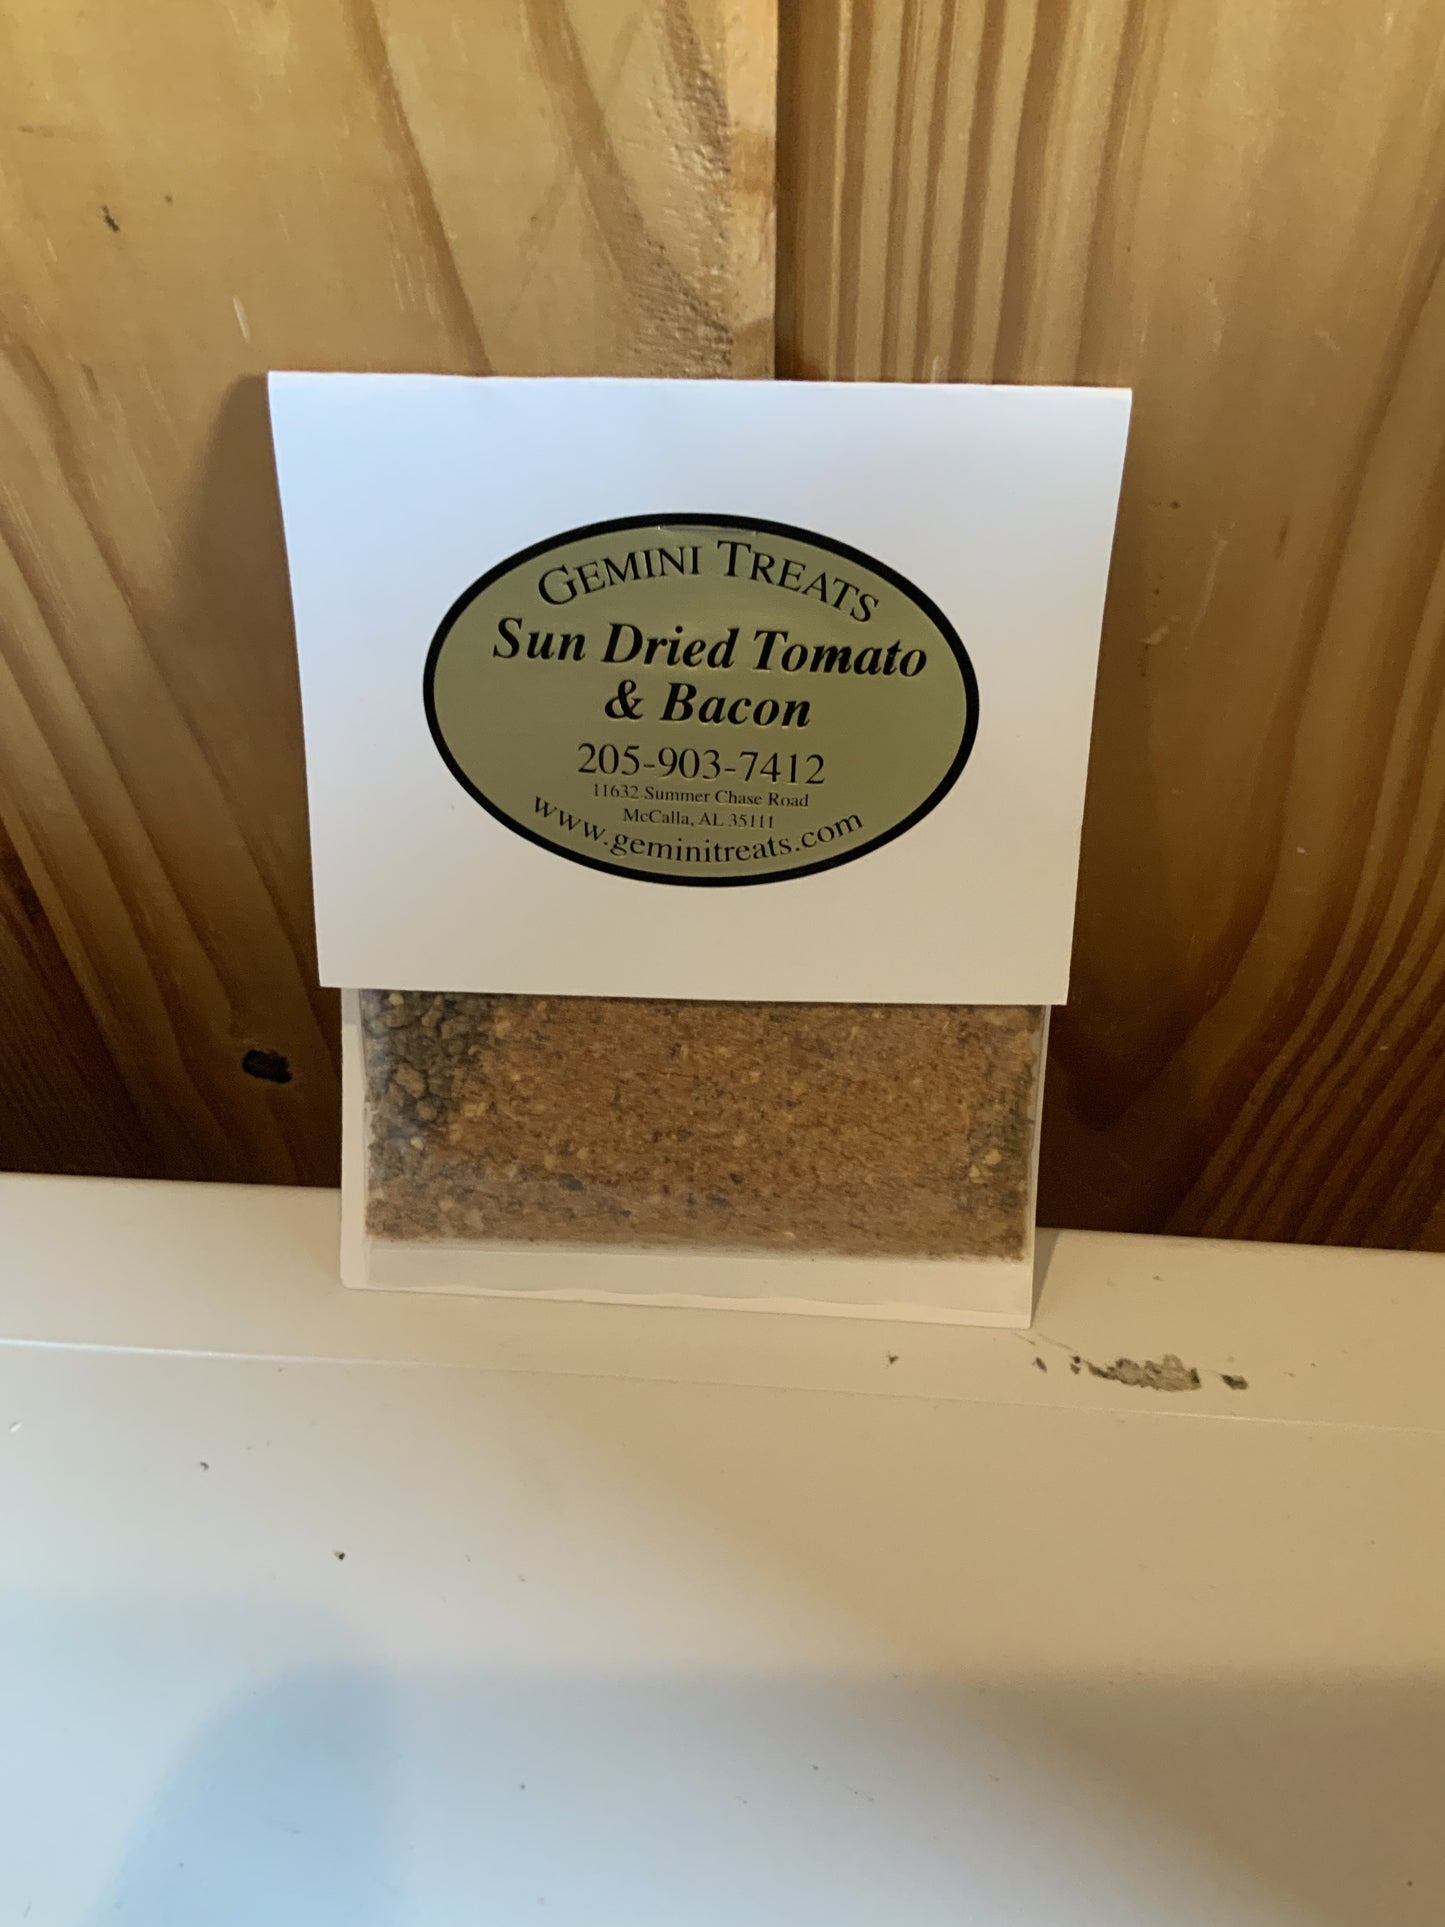 GEMINI TREATS
Sun Dried Tomato
& Bacon
205-903-7412
11632 Summer Chase Road
McCalla, AL 35111
www.geminitreats.com